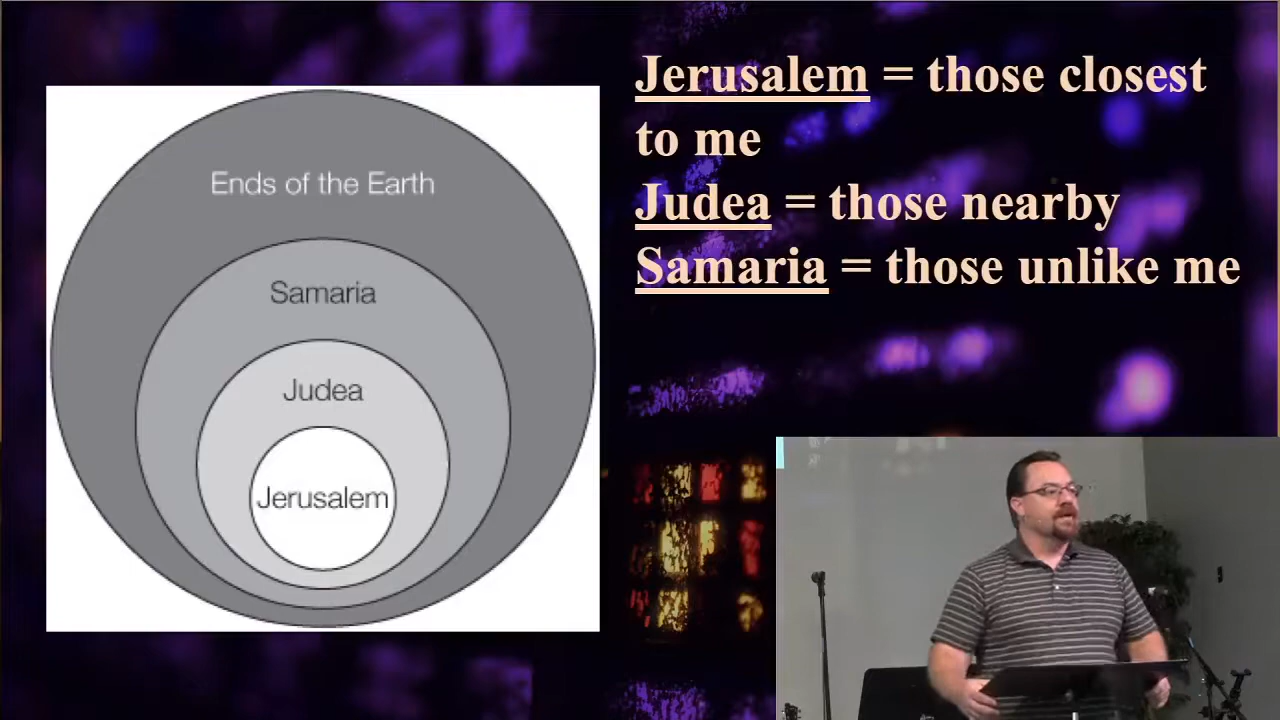 Ends of the Earth
Samaria
Judea
Jerusalem
Jerusalem = those closest
to me
Judea = those nearby
Samaria = those unlike me